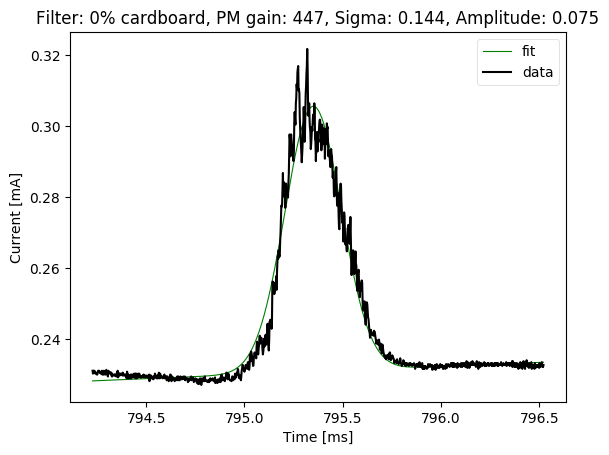 Filter: 0% cardboard, PM gain: 447, Sigma: 0.144, Amplitude: 0.075
fit
data
0.32
0.30
0.28
0.26
0.24
Current [mA]
794.5
795.0
795.5
796.0
796.5
Time [ms]